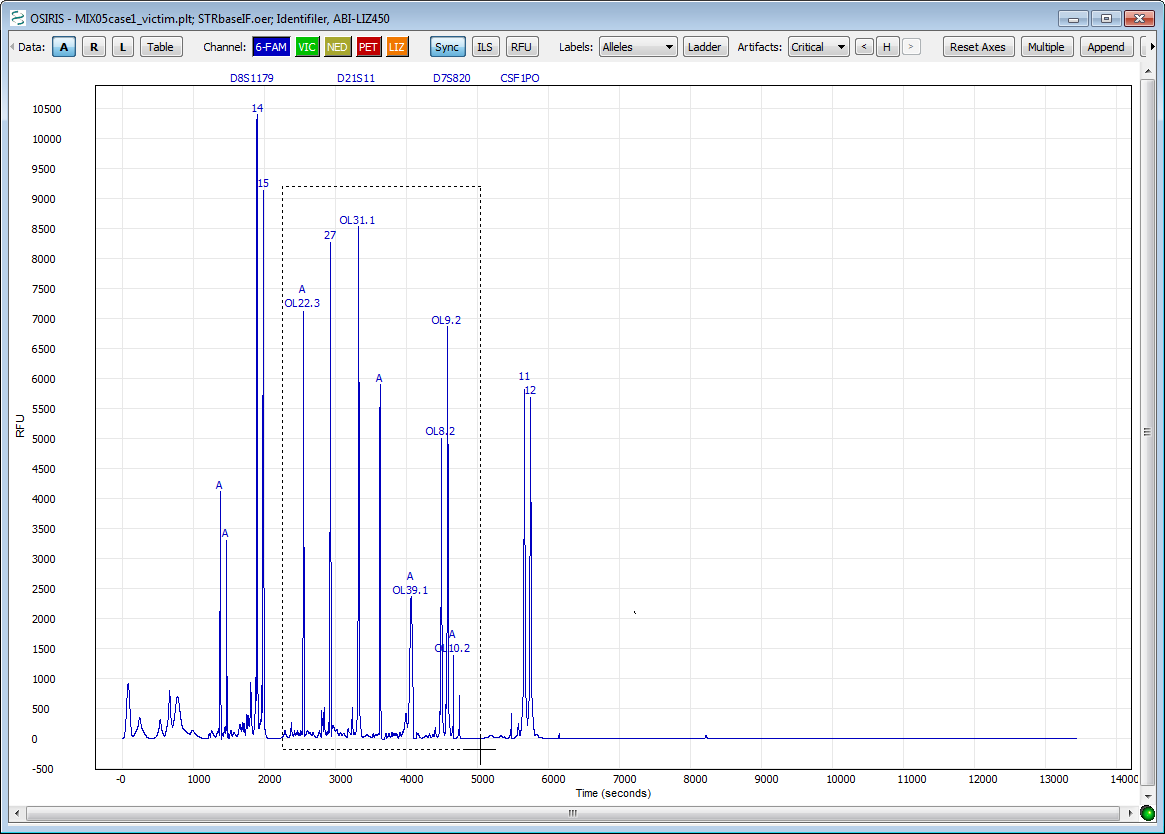 OSIRIS - MIX05case1_victim.plt; STRbaseIF.oer; Identifiler, ABI-LIZ450
Data: A R L Table Channel: 6-FAM VIC NED PET LIZ Sync ILS RFU Labels: Alleles Ladder Artifacts: Critical < H > Reset Axes Multiple Append
D8S1179 D21S11 D7S820 CSF1PO
14
15
OL31.1
27
A
OL22.3
OL9.2
A
11
12
OL8.2
A
A
A
OL39.1
A
OL10.2
RFU
10500
10000
9500
9000
8500
8000
7500
7000
6500
6000
5500
5000
4500
4000
3500
3000
2500
2000
1500
1000
500
0
-500
-0 1000 2000 3000 4000 5000 6000 7000 8000 9000 10000 11000 12000 13000 14000
Time (seconds)